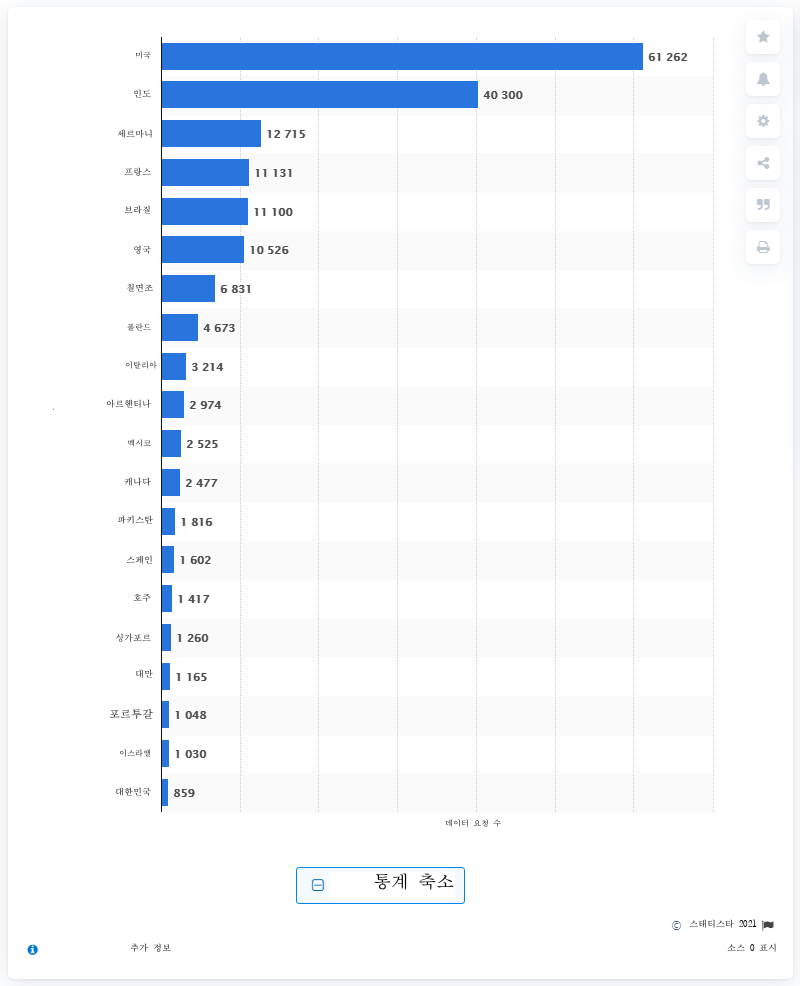 미국 61 262
인도 40 300
세르마니 12 715
프랑스 11 131
브라질 11 100
영국 10 526
칠면조 6 831
폴란드 4 673
이탈리아 3 214
아르헨티나 2 974
멕시코 2 525
캐나다 2 477
파키스탄 1 816
스페인 1 602
호주 1 417
싱가포르 1 260
대만 1 165
포르투갈 1 048
이스라엘 1 030
대한민국 859
데이터 요청 수
통계 축소
© 스태티스타 2021
추가 정보 소스 0 표시